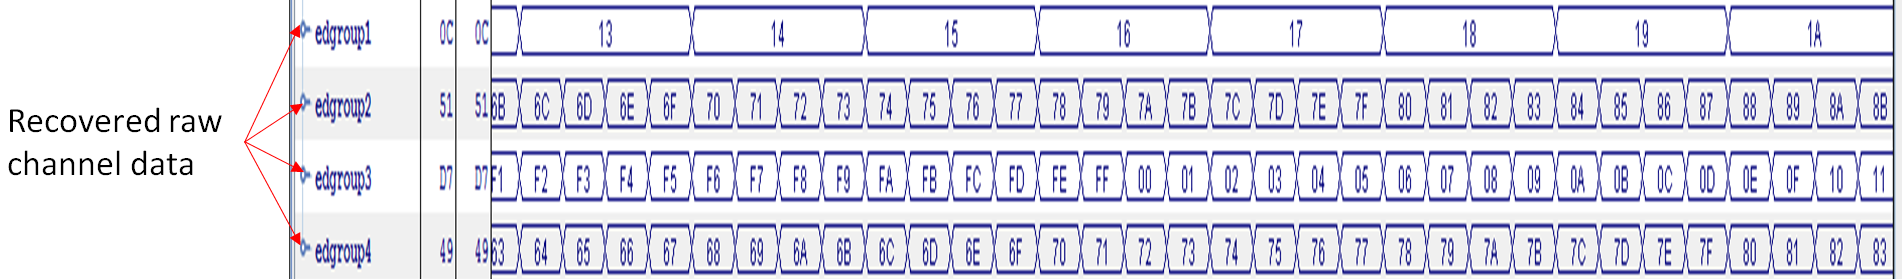 edgroup1 0C 0C 13 14 15 16 17 18 19 1A
edgroup2 51 51 6B 6C 6D 6E 6F 70 71 72 73 74 75 76 77 78 79 7A 7B 7C 7D 7E 7F 80 81 82 83 84 85 86 87 88 89 8A 8B
Recovered raw
channel data
edgroup3 D7 D7 F1 F2 F3 F4 F5 F6 F7 F8 F9 FA FB FC FD FE FF 00 01 02 03 04 05 06 07 08 09 0A 0B 0C 0D 0E 0F 10 11
edgroup4 49 49 63 64 65 66 67 68 69 6A 6B 6C 6D 6E 6F 70 71 72 73 74 75 76 77 78 79 7A 7B 7C 7D 7E 7F 80 81 82 83